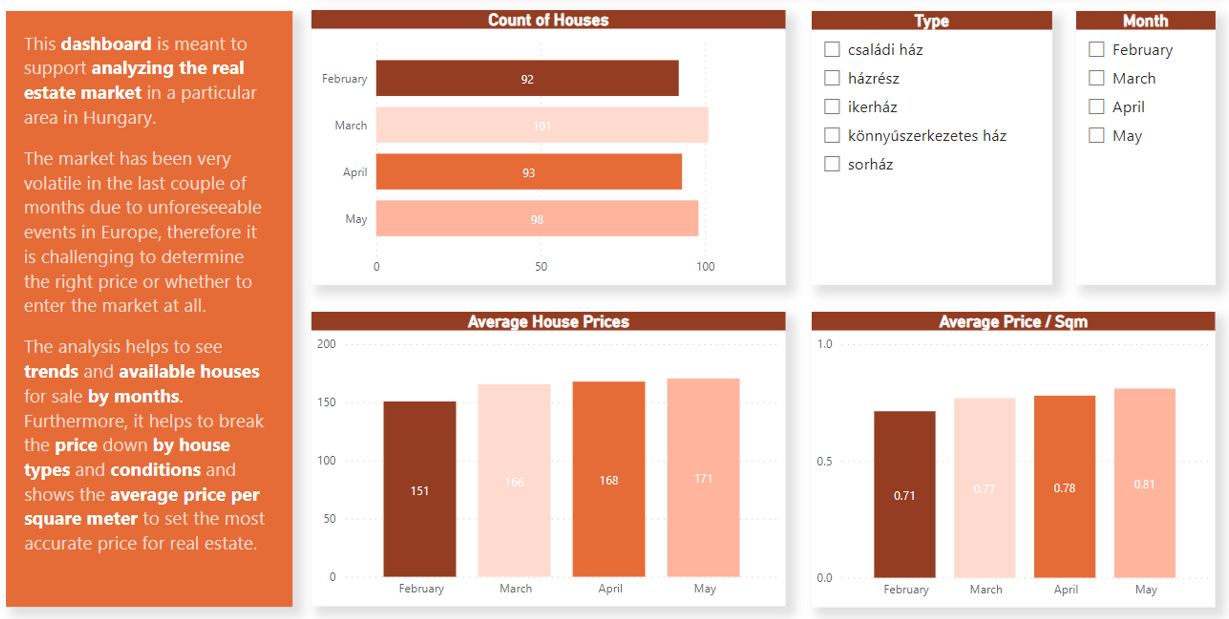 This dashboard is meant to
support analyzing the real
estate market in a particular
area in Hungary.
The market has been very
volatile in the last couple of
months due to unforeseeable
events in Europe, therefore it
is challenging to determine
the right price or whether to
enter the market at all.
The analysis helps to see
trends and available houses
for sale by months.
Furthermore, it helps to break
the price down by house
types and conditions and
shows the average price per
square meter to set the most
accurate price for real estate.
Count of Houses
February 92
March 101
April 93
May 98
0 50 100
Type
családi ház
házrész
ikerház
könnyűszerkezetes ház
sorház
Month
February
March
April
May
Average House Prices
200
150
100
50
0
151 166 168 171
February March April May
Average Price / Sqm
1.0
0.5
0.0
0.71 0.77 0.78 0.81
February March April May